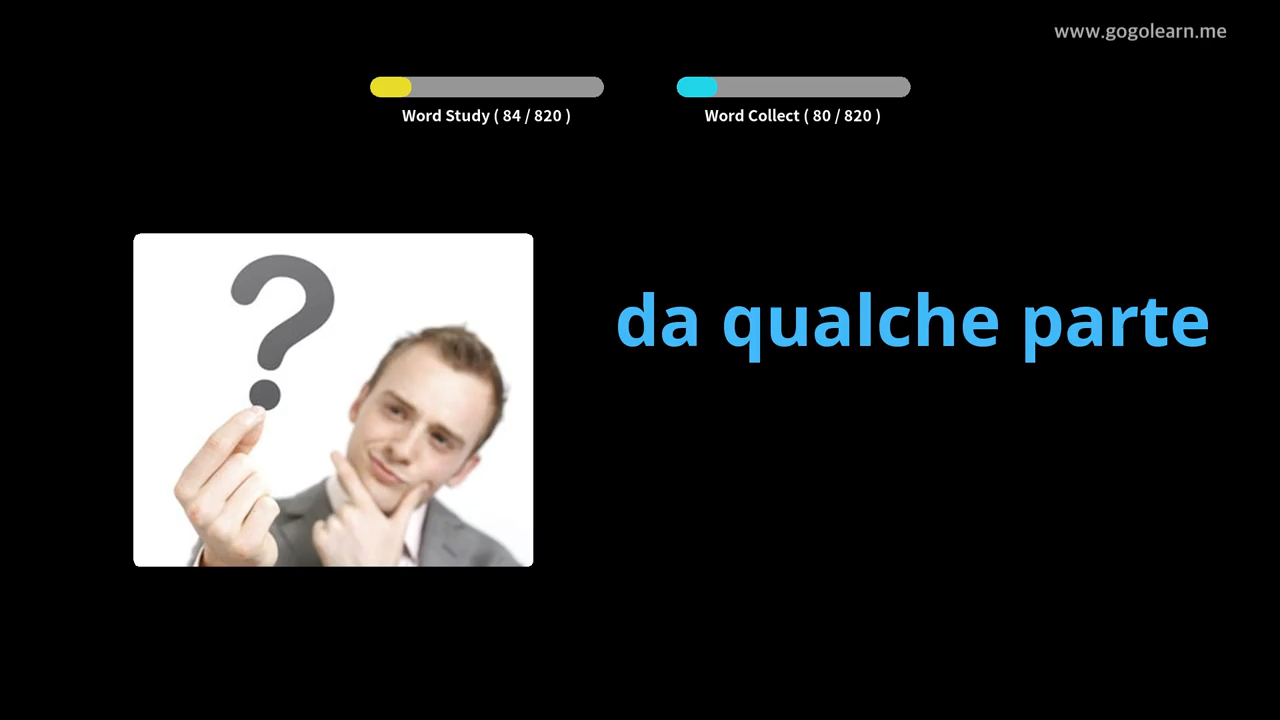 www.gogolearn.me
Word Study ( 84 / 820 )
Word Collect ( 80 / 820 )
?
da qualche parte